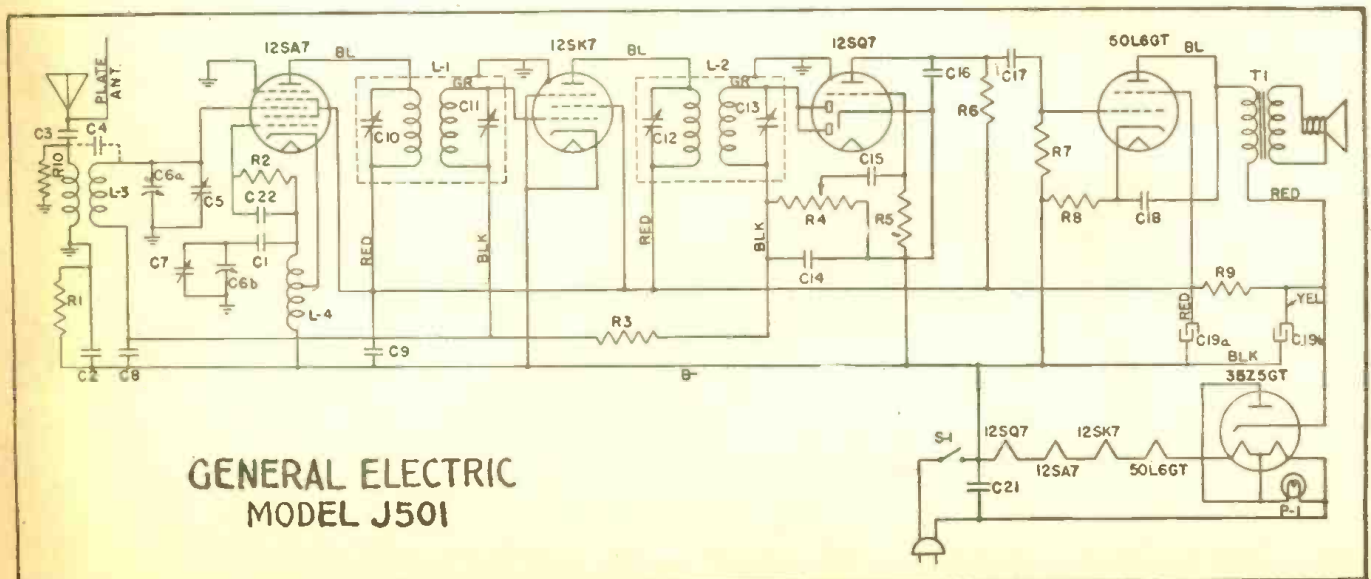 12SA7
12SK7
12SQ7
50L6GT
BL
BL
BL
L-1
L-2
T1
PLATE
ANT.
GR
GR
C3
C4
C10
C11
C12
C13
C15
C16
C17
R6
R10
R2
L-3
C6a
C5
C22
R4
R5
R7
R8
C18
RED
C7
C6b
C1
RED
BLK
RED
BLK
C14
R1
L-4
R3
R9
RED
YEL
C2
C8
C9
B-
C19a
C19b
BLK
35Z5GT
S-1
12SQ7
12SK7
12SA7
50L6GT
C21
P-1
GENERAL ELECTRIC
MODEL J501